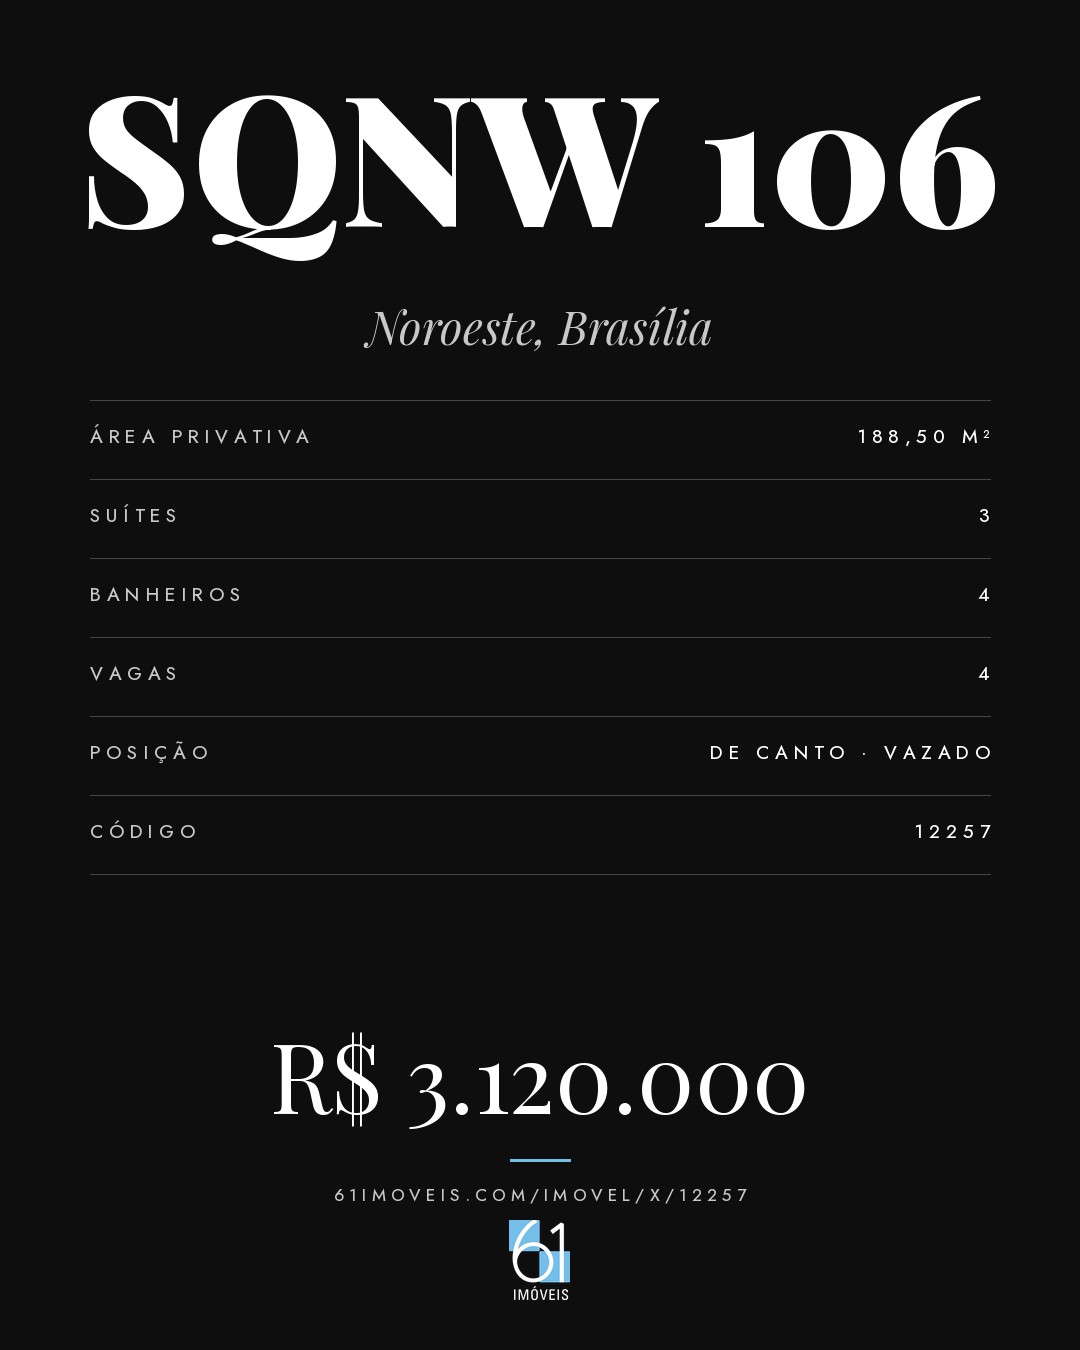 SQNW 106
Noroeste, Brasília
ÁREA PRIVATIVA 188,50 M²
SUÍTES 3
BANHEIROS 4
VAGAS 4
POSIÇÃO DE CANTO · VAZADO
CÓDIGO 12257
R$ 3.120.000
61IMOVEIS.COM/IMOVEL/X/12257
61
IMÓVEIS